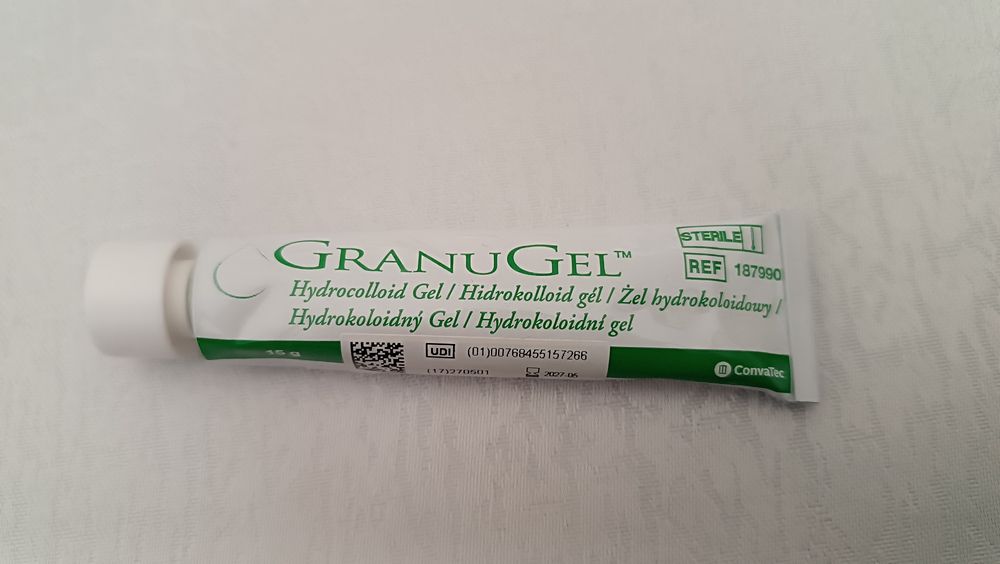 GRANUGEL™
Hydrocolloid Gel / Hidrokolloid gél / Żel hydrokoloidowy /
Hydrokoloidný Gel / Hydrokoloidní gel
STERILE
REF 187990
15 g
UDI (01)00768455157266
(17)270501 2027-05
ConvaTec